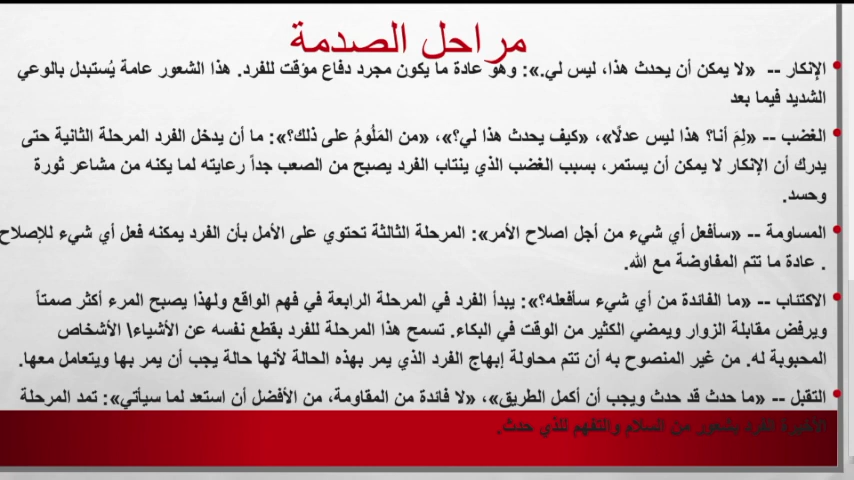 مراحل الصدمة
الإنكار -- «لا يمكن أن يحدث هذا، ليس لي.»: وهو عادة ما يكون مجرد دفاع مؤقت للفرد. هذا الشعور عامة يُستبدل بالوعي
الشديد فيما بعد
الغضب -- «لِمَ أنا؟ هذا ليس عدلًا»، «كيف يحدث هذا لي؟»، «من المَلُومُ على ذلك؟»: ما أن يدخل الفرد المرحلة الثانية حتى
يدرك أن الإنكار لا يمكن أن يستمر، بسبب الغضب الذي ينتاب الفرد يصبح من الصعب جداً رعايته لما يكنه من مشاعر ثورة
وحسد.
المساومة -- «سأفعل أي شيء من أجل اصلاح الأمر»: المرحلة الثالثة تحتوي على الأمل بأن الفرد يمكنه فعل أي شيء للإصلاح
. عادة ما تتم المفاوضة مع الله.
الاكتئاب -- «ما الفائدة من أي شيء سأفعله؟»: يبدأ الفرد في المرحلة الرابعة في فهم الواقع ولهذا يصبح المرء أكثر صمتاً
ويرفض مقابلة الزوار ويمضي الكثير من الوقت في البكاء. تسمح هذا المرحلة للفرد بقطع نفسه عن الأشياء\ الأشخاص
المحبوبة له. من غير المنصوح به أن تتم محاولة إبهاج الفرد الذي يمر بهذه الحالة لأنها حالة يجب أن يمر بها ويتعامل معها.
التقبل -- «ما حدث قد حدث ويجب أن أكمل الطريق»، «لا فائدة من المقاومة، من الأفضل أن استعد لما سيأتي»: تمد المرحلة
الأخيرة الفرد بشعور من السلام والتفهم للذي حدث.